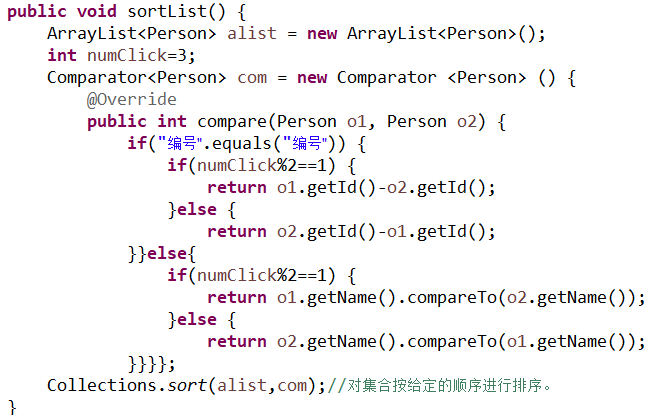 public void sortList() {
    ArrayList<Person> alist = new ArrayList<Person>();
    int numClick=3;
    Comparator<Person> com = new Comparator <Person> () {
        @Override
        public int compare(Person o1, Person o2) {
            if("编号".equals("编号")) {
                if(numClick%2==1) {
                    return o1.getId()-o2.getId();
                }else {
                    return o2.getId()-o1.getId();
            }}else{
                if(numClick%2==1) {
                    return o1.getName().compareTo(o2.getName());
                }else {
                    return o2.getName().compareTo(o1.getName());
            }}}};
    Collections.sort(alist,com);//对集合按给定的顺序进行排序。
}